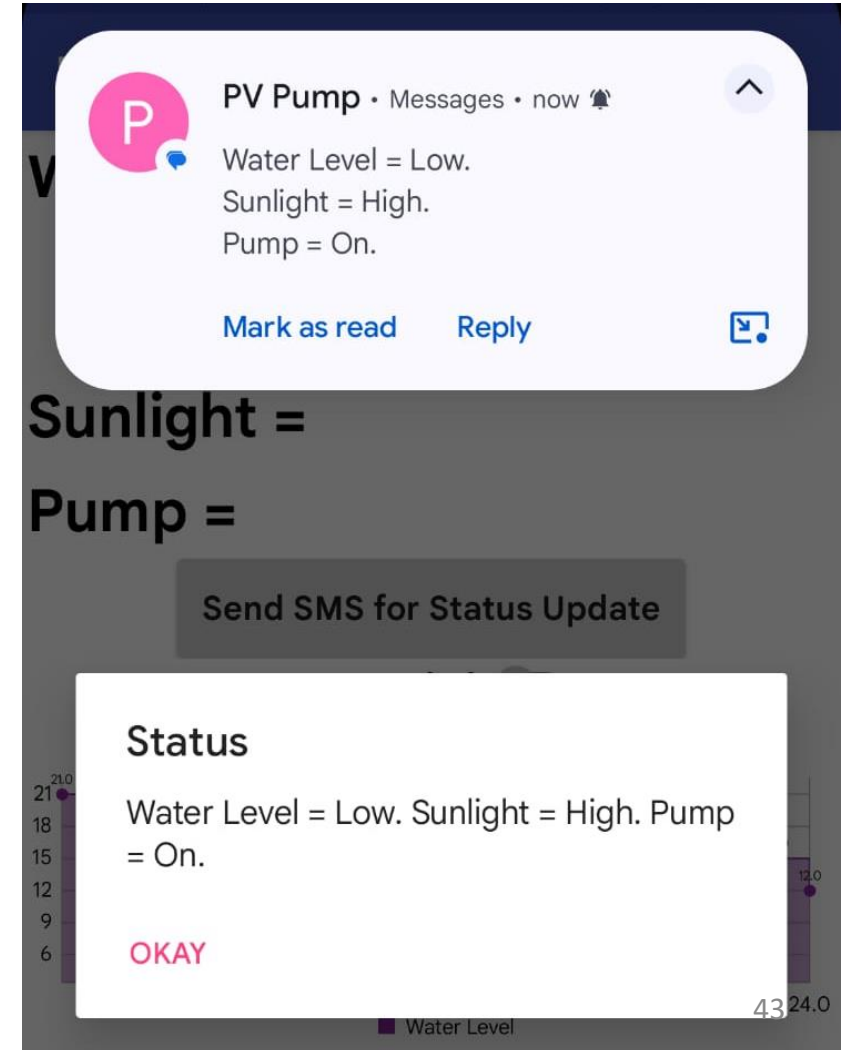 P
PV Pump • Messages • now
Water Level = Low.
Sunlight = High.
Pump = On.
Mark as read Reply
W
Sunlight =
Pump =
Send SMS for Status Update
Status
Water Level = Low. Sunlight = High. Pump
= On.
OKAY
21.0
21
18
15
12
9
6
12.0
43
24.0
Water Level